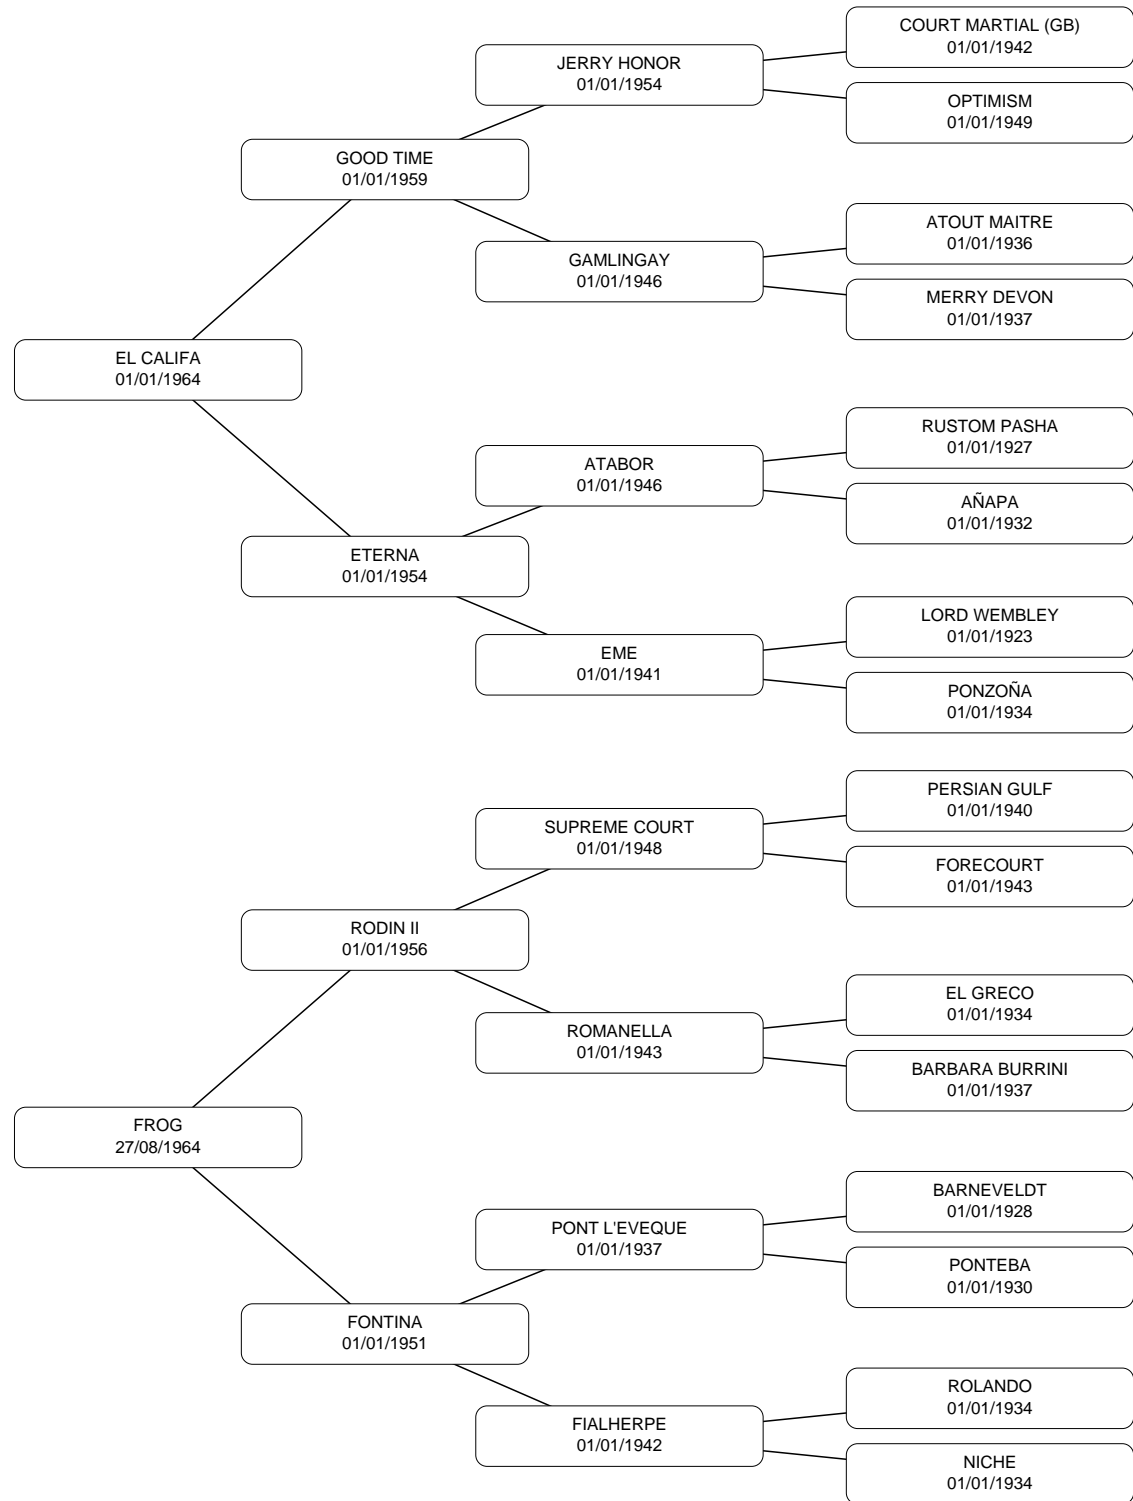 COURT MARTIAL (GB)
01/01/1942
JERRY HONOR
01/01/1954
OPTIMISM
01/01/1949
GOOD TIME
01/01/1959
ATOUT MAITRE
01/01/1936
GAMLINGAY
01/01/1946
MERRY DEVON
01/01/1937
EL CALIFA
01/01/1964
RUSTOM PASHA
01/01/1927
ATABOR
01/01/1946
AÑAPA
01/01/1932
ETERNA
01/01/1954
LORD WEMBLEY
01/01/1923
EME
01/01/1941
PONZOÑA
01/01/1934
PERSIAN GULF
01/01/1940
SUPREME COURT
01/01/1948
FORECOURT
01/01/1943
RODIN II
01/01/1956
EL GRECO
01/01/1934
ROMANELLA
01/01/1943
BARBARA BURRINI
01/01/1937
FROG
27/08/1964
BARNEVELDT
01/01/1928
PONT L'EVEQUE
01/01/1937
PONTEBA
01/01/1930
FONTINA
01/01/1951
ROLANDO
01/01/1934
FIALHERPE
01/01/1942
NICHE
01/01/1934